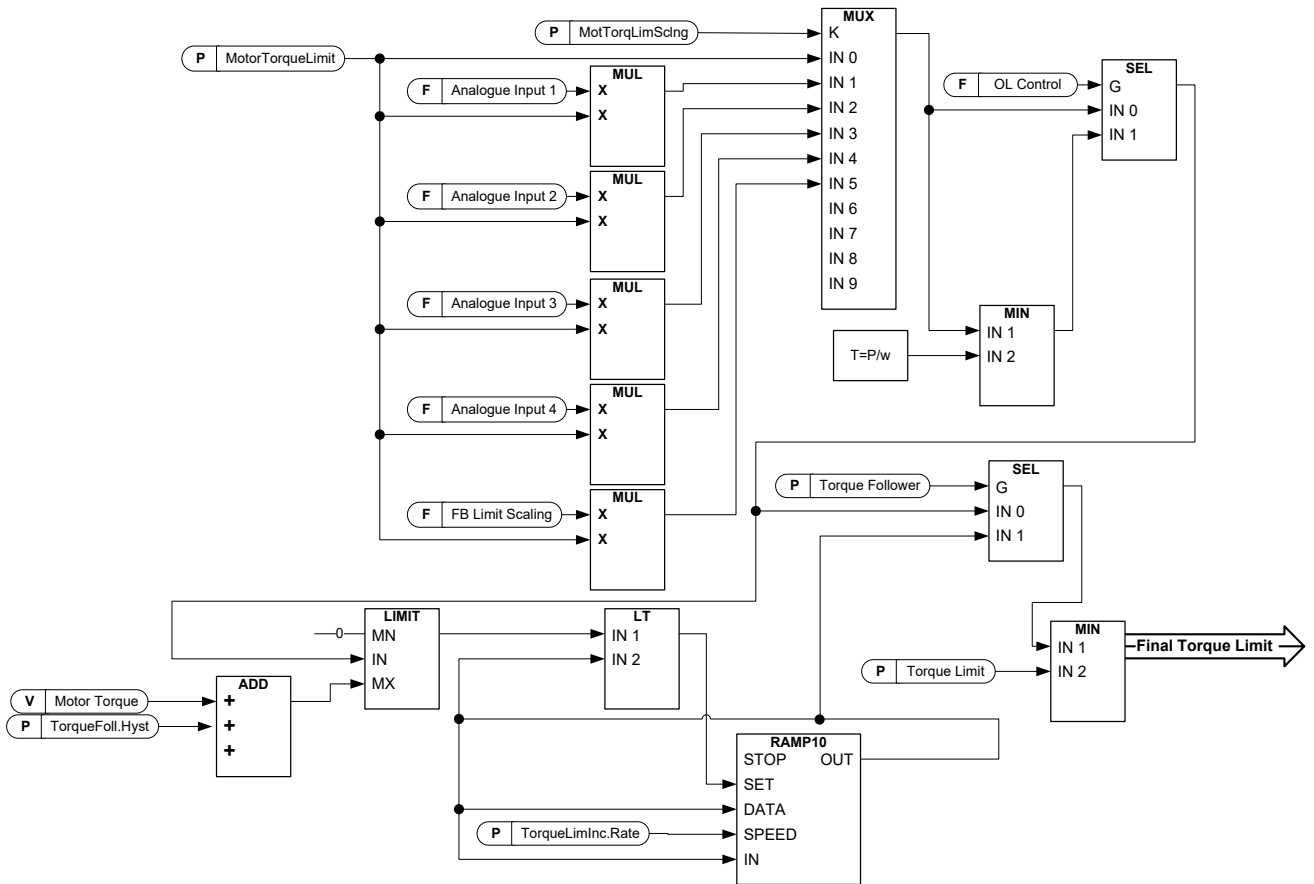 MUX
P MotTorqLimSclng
K
P MotorTorqueLimit
IN 0
IN 1
IN 2
IN 3
IN 4
IN 5
IN 6
IN 7
IN 8
IN 9
MUL
F Analogue Input 1
X
X
MUL
F Analogue Input 2
X
X
MUL
F Analogue Input 3
X
X
MUL
F Analogue Input 4
X
X
MUL
F FB Limit Scaling
X
X
SEL
F OL Control
G
IN 0
IN 1
MIN
IN 1
IN 2
T=P/w
SEL
P Torque Follower
G
IN 0
IN 1
LIMIT
0
MN
IN
MX
LT
IN 1
IN 2
MIN
IN 1
IN 2
Final Torque Limit
P Torque Limit
ADD
V Motor Torque
+
P TorqueFoll.Hyst
+
+
RAMP10
STOP OUT
SET
DATA
P TorqueLimInc.Rate
SPEED
IN